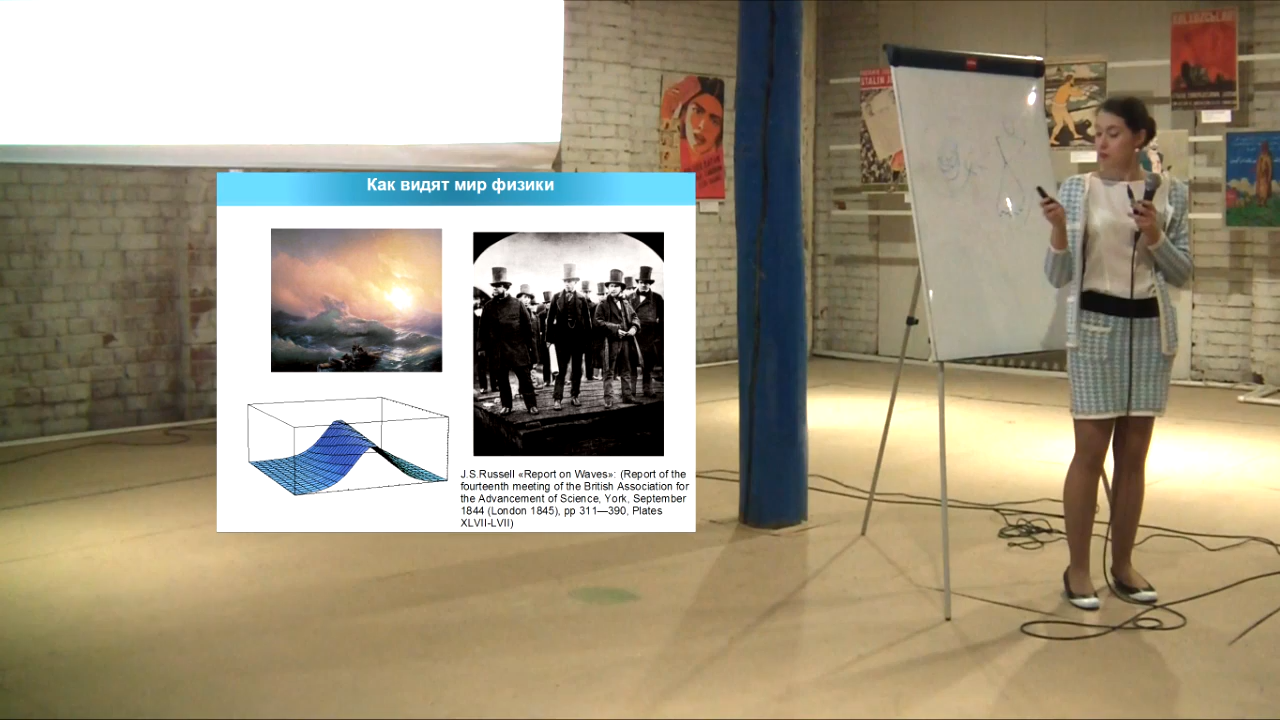 Как видят мир физики
J.S.Russell «Report on Waves»: (Report of the
fourteenth meeting of the British Association for
the Advancement of Science, York, September
1844 (London 1845), pp 311—390, Plates
XLVII-LVII)
STALIN